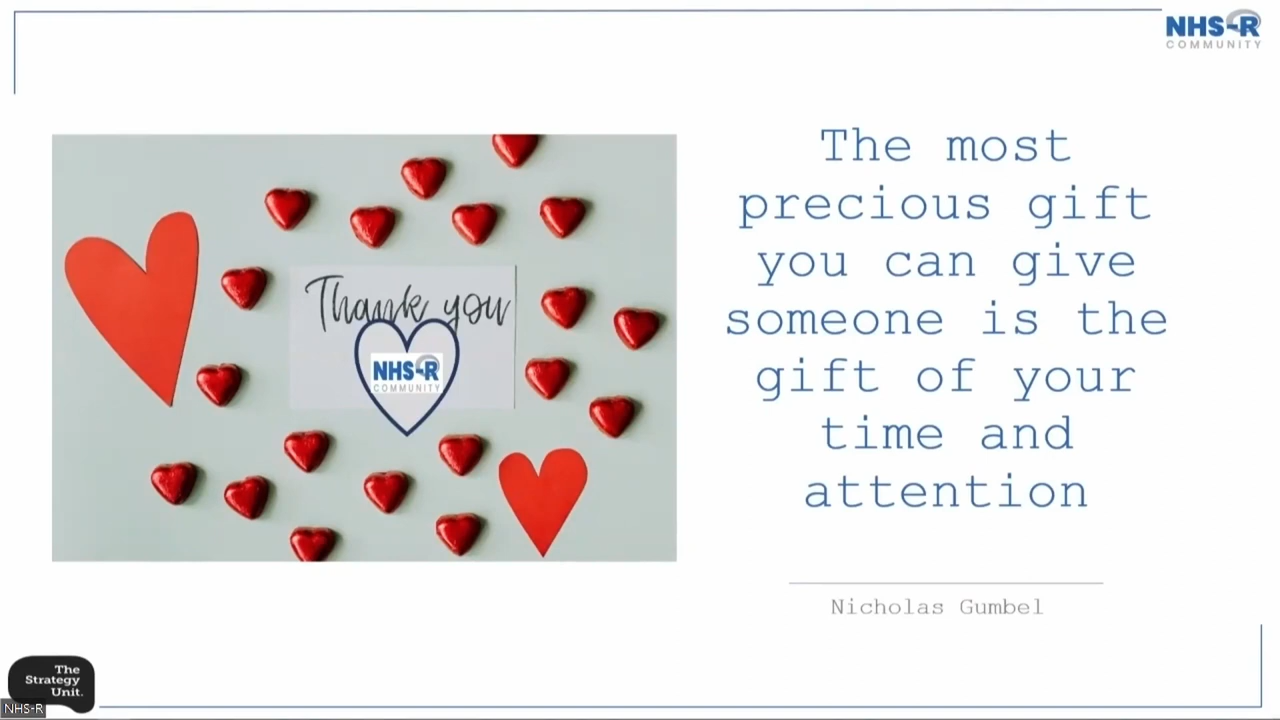 NHS-R
COMMUNITY
Thank you
NHS-R
COMMUNITY
The most
precious gift
you can give
someone is the
gift of your
time and
attention
Nicholas Gumbel
The
Strategy
Unit.
NHS-R